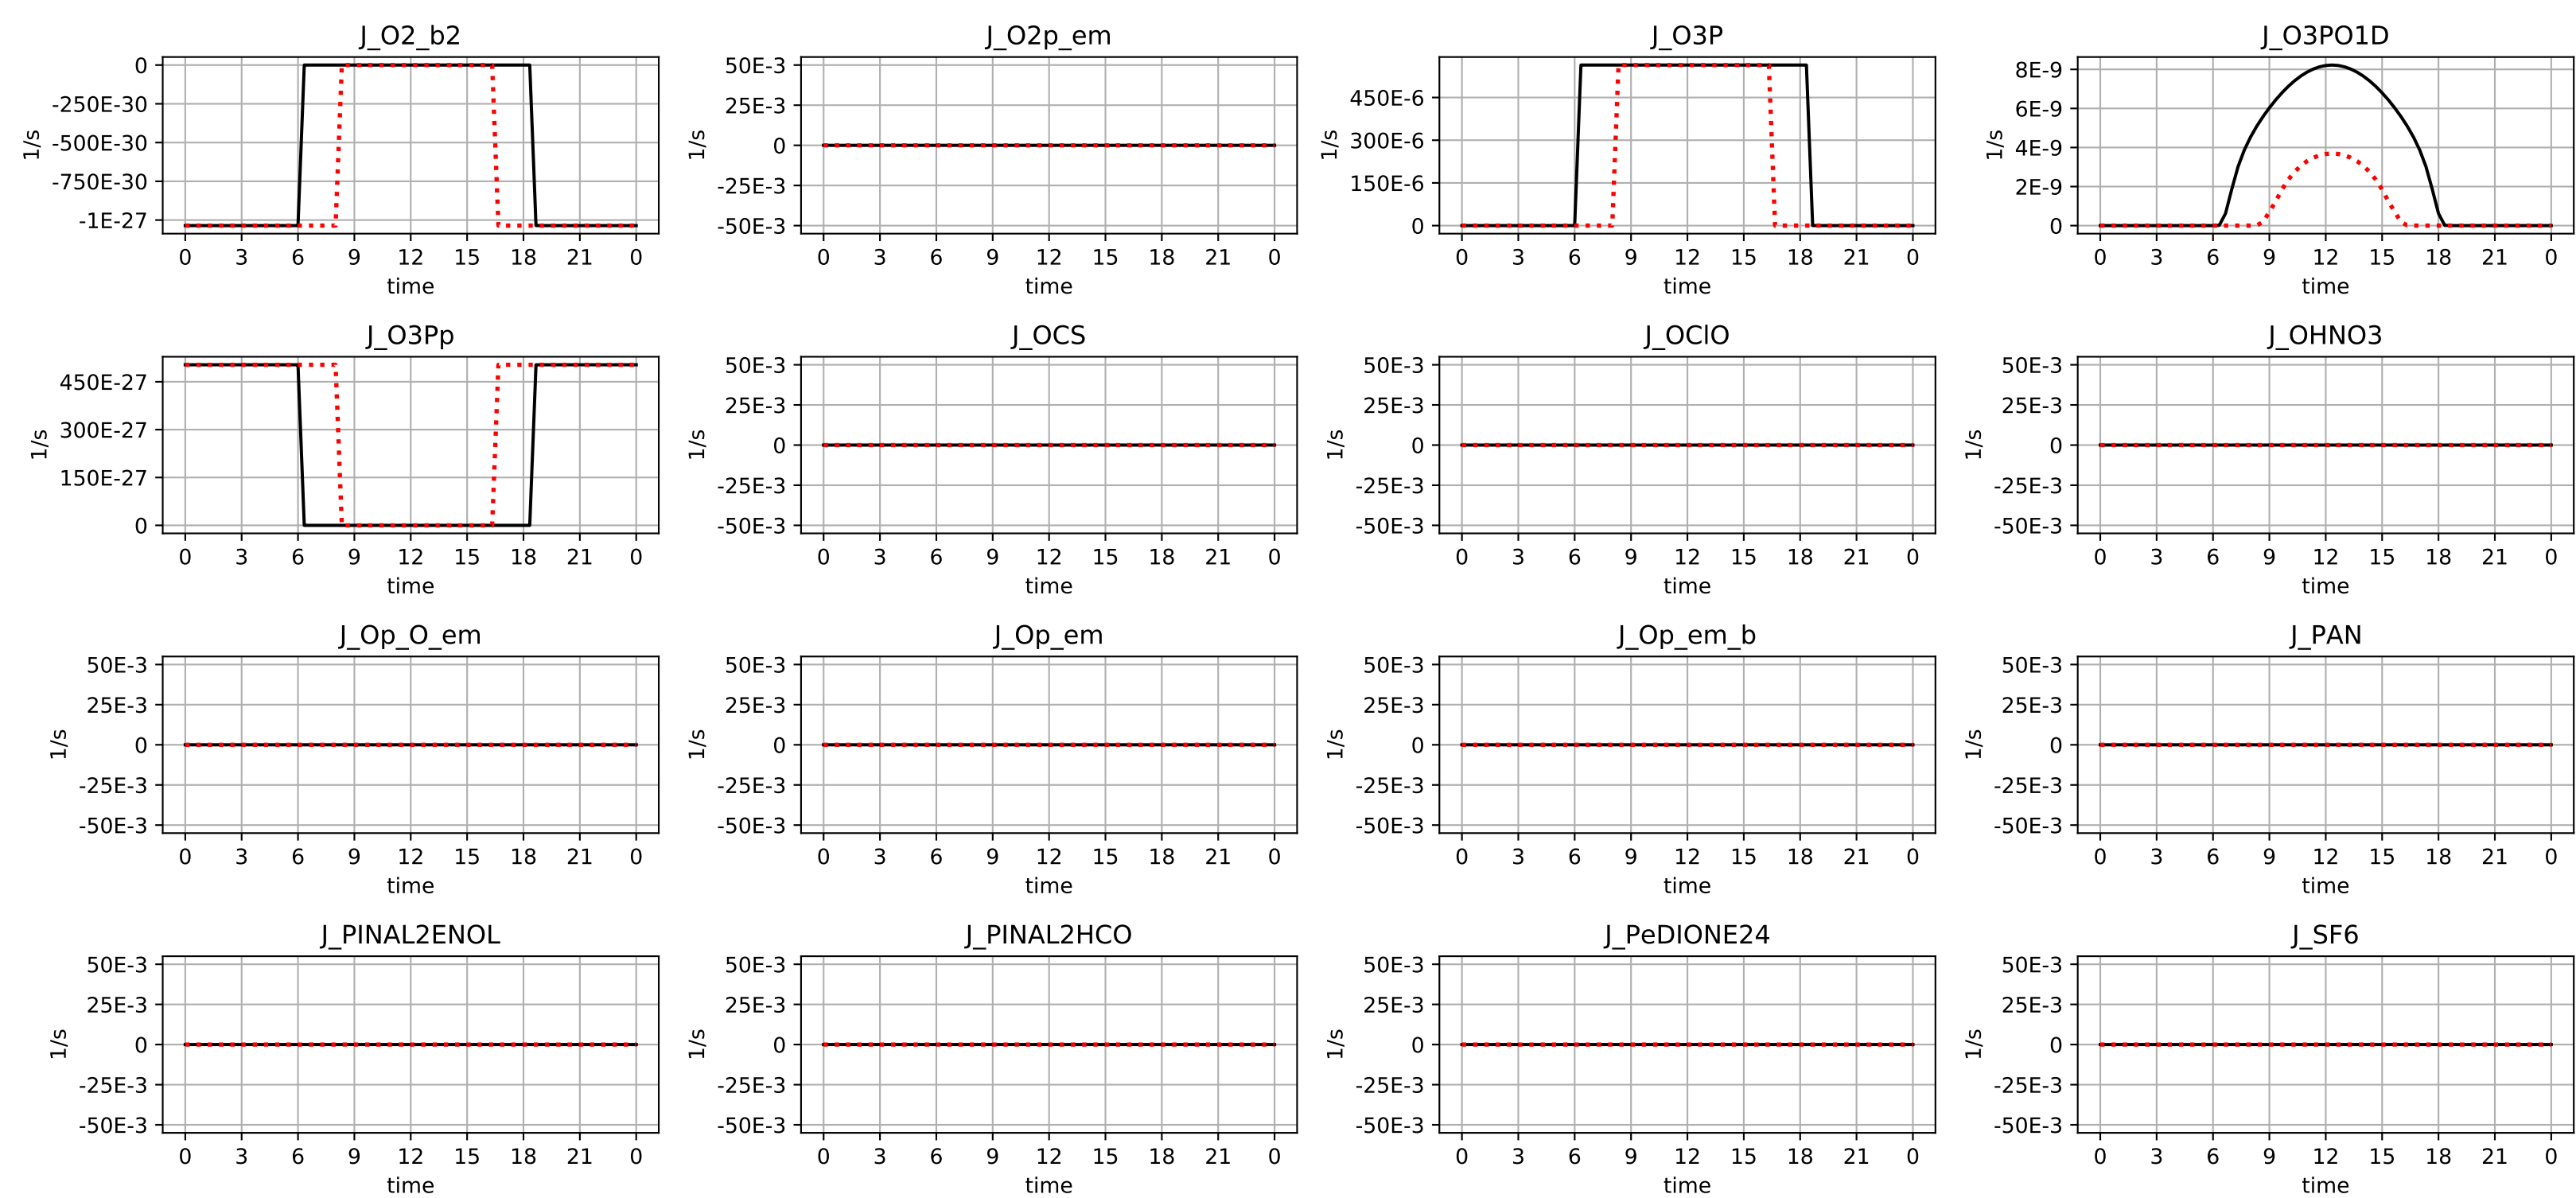 J_O2_b2
0
-250E-30
-500E-30
-750E-30
-1E-27
1/s
0 3 6 9 12 15 18 21 0
time
J_O2p_em
50E-3
25E-3
0
-25E-3
-50E-3
1/s
0 3 6 9 12 15 18 21 0
time
J_O3P
450E-6
300E-6
150E-6
0
1/s
0 3 6 9 12 15 18 21 0
time
J_O3PO1D
8E-9
6E-9
4E-9
2E-9
0
1/s
0 3 6 9 12 15 18 21 0
time
J_O3Pp
450E-27
300E-27
150E-27
0
1/s
0 3 6 9 12 15 18 21 0
time
J_OCS
50E-3
25E-3
0
-25E-3
-50E-3
1/s
0 3 6 9 12 15 18 21 0
time
J_OClO
50E-3
25E-3
0
-25E-3
-50E-3
1/s
0 3 6 9 12 15 18 21 0
time
J_OHNO3
50E-3
25E-3
0
-25E-3
-50E-3
1/s
0 3 6 9 12 15 18 21 0
time
J_Op_O_em
50E-3
25E-3
0
-25E-3
-50E-3
1/s
0 3 6 9 12 15 18 21 0
time
J_Op_em
50E-3
25E-3
0
-25E-3
-50E-3
1/s
0 3 6 9 12 15 18 21 0
time
J_Op_em_b
50E-3
25E-3
0
-25E-3
-50E-3
1/s
0 3 6 9 12 15 18 21 0
time
J_PAN
50E-3
25E-3
0
-25E-3
-50E-3
1/s
0 3 6 9 12 15 18 21 0
time
J_PINAL2ENOL
50E-3
25E-3
0
-25E-3
-50E-3
1/s
0 3 6 9 12 15 18 21 0
time
J_PINAL2HCO
50E-3
25E-3
0
-25E-3
-50E-3
1/s
0 3 6 9 12 15 18 21 0
time
J_PeDIONE24
50E-3
25E-3
0
-25E-3
-50E-3
1/s
0 3 6 9 12 15 18 21 0
time
J_SF6
50E-3
25E-3
0
-25E-3
-50E-3
1/s
0 3 6 9 12 15 18 21 0
time